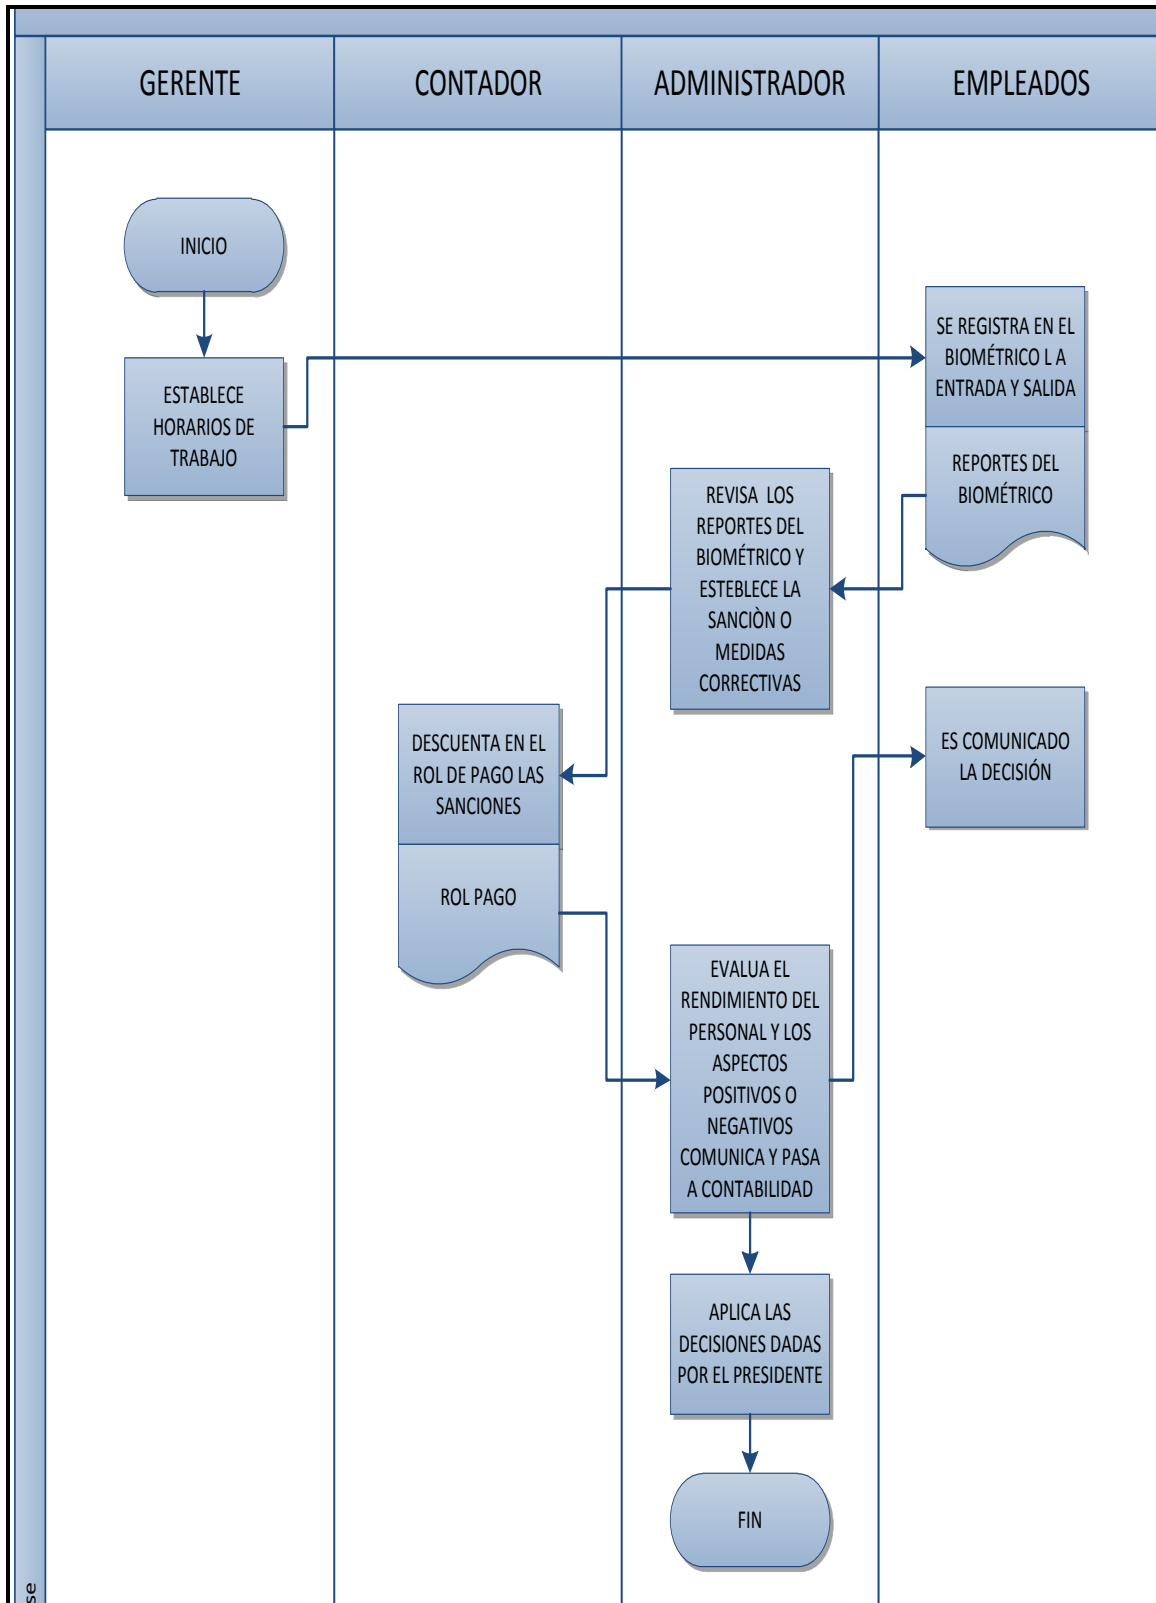 GERENTE
CONTADOR
ADMINISTRADOR
EMPLEADOS
INICIO
ESTABLECE
HORARIOS DE
TRABAJO
SE REGISTRA EN EL
BIOMÉTRICO L A
ENTRADA Y SALIDA
REPORTES DEL
BIOMÉTRICO
REVISA LOS
REPORTES DEL
BIOMÉTRICO Y
ESTEBLECE LA
SANCIÒN O
MEDIDAS
CORRECTIVAS
DESCUENTA EN EL
ROL DE PAGO LAS
SANCIONES
ROL PAGO
EVALUA EL
RENDIMIENTO DEL
PERSONAL Y LOS
ASPECTOS
POSITIVOS O
NEGATIVOS
COMUNICA Y PASA
A CONTABILIDAD
ES COMUNICADO
LA DECISIÓN
APLICA LAS
DECISIONES DADAS
POR EL PRESIDENTE
FIN
se